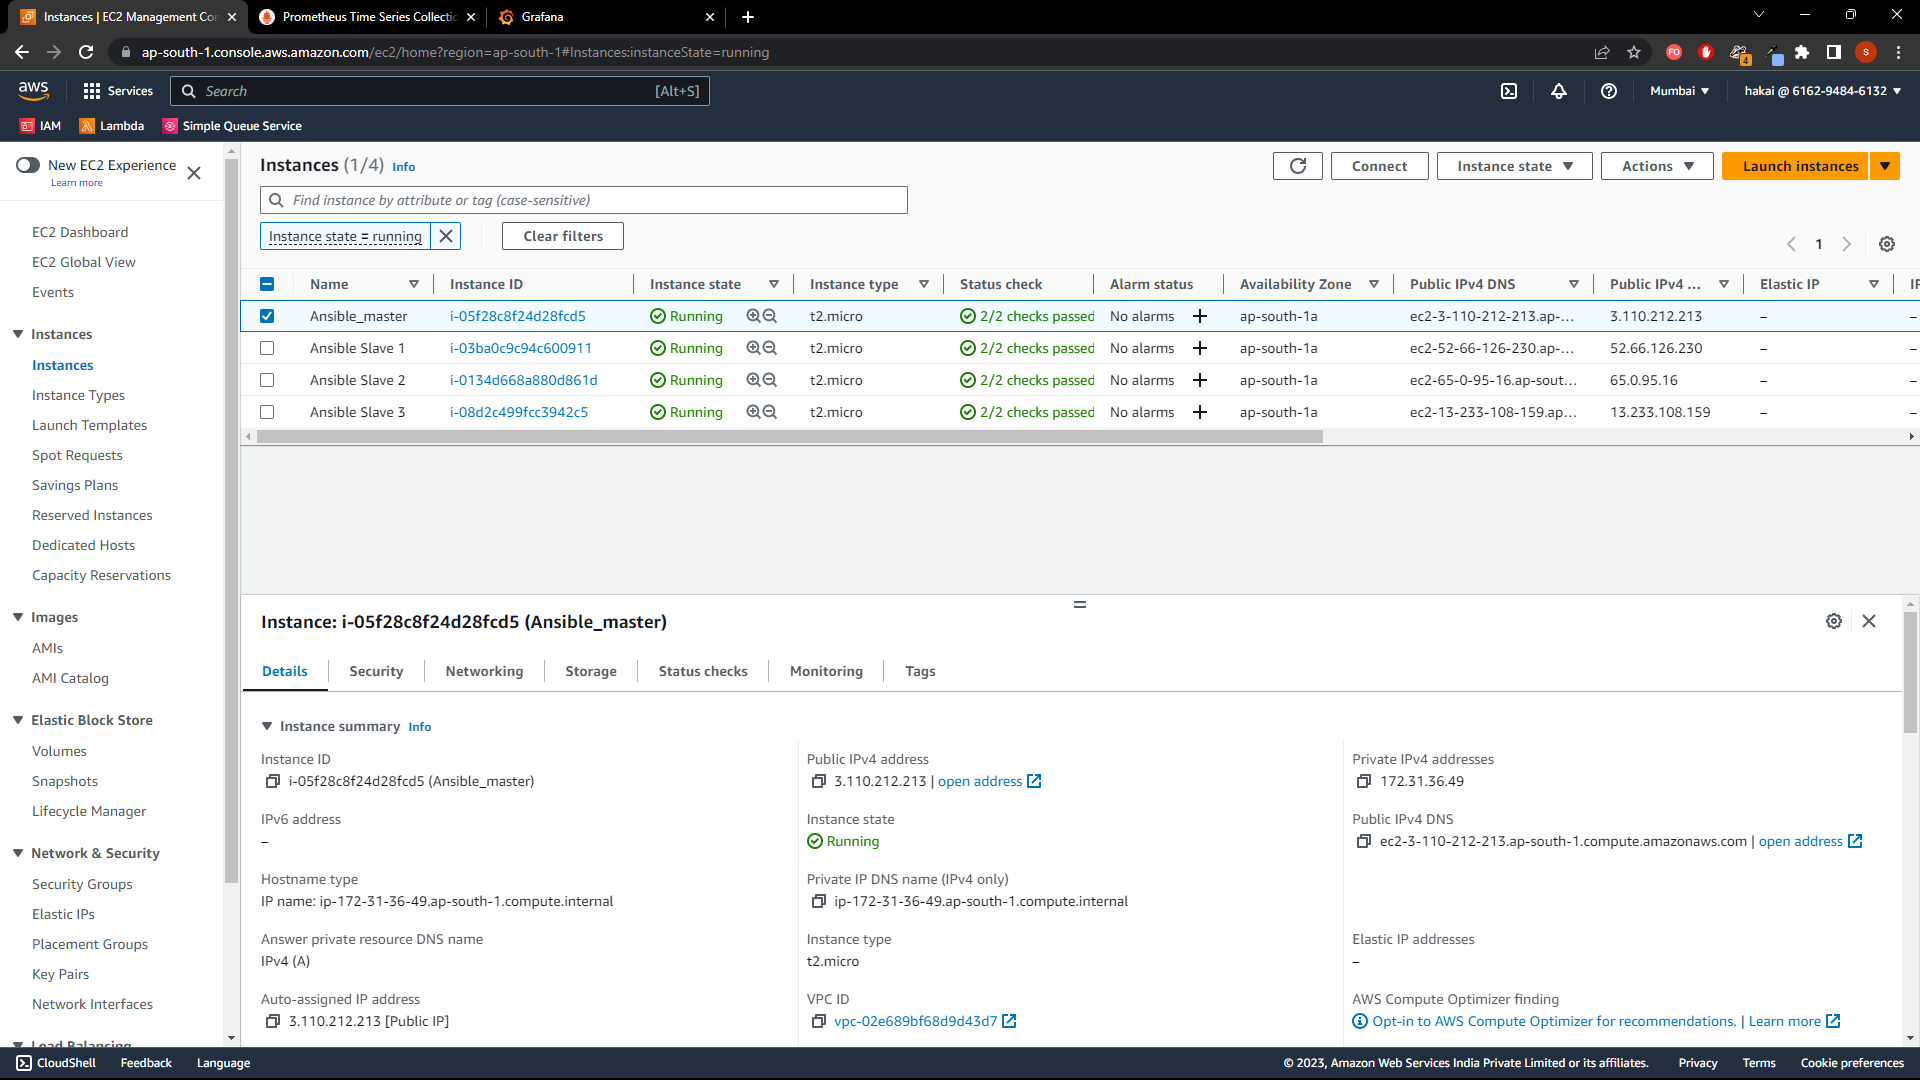 Instances | EC2 Management Con
Prometheus Time Series Collectio
Grafana
ap-south-1.console.aws.amazon.com/ec2/home?region=ap-south-1#Instances:instanceState=running
FO
4
S
aws
Services
Search
[Alt+S]
Mumbai
hakai @ 6162-9484-6132
IAM
Lambda
Simple Queue Service
New EC2 Experience
Learn more
EC2 Dashboard
EC2 Global View
Events
Instances
Instances
Instance Types
Launch Templates
Spot Requests
Savings Plans
Reserved Instances
Dedicated Hosts
Capacity Reservations
Images
AMIs
AMI Catalog
Elastic Block Store
Volumes
Snapshots
Lifecycle Manager
Network & Security
Security Groups
Elastic IPs
Placement Groups
Key Pairs
Network Interfaces
Load Balancing
Instances (1/4) Info
Connect
Instance state
Actions
Launch instances
Find instance by attribute or tag (case-sensitive)
Instance state = running
Clear filters
1
Name Instance ID Instance state Instance type Status check Alarm status Availability Zone Public IPv4 DNS Public IPv4 ... Elastic IP IP
Ansible_master i-05f28c8f24d28fcd5 Running t2.micro 2/2 checks passed No alarms + ap-south-1a ec2-3-110-212-213.ap-... 3.110.212.213 – –
Ansible Slave 1 i-03ba0c9c94c600911 Running t2.micro 2/2 checks passed No alarms + ap-south-1a ec2-52-66-126-230.ap-... 52.66.126.230 – –
Ansible Slave 2 i-0134d668a880d861d Running t2.micro 2/2 checks passed No alarms + ap-south-1a ec2-65-0-95-16.ap-sout... 65.0.95.16 – –
Ansible Slave 3 i-08d2c499fcc3942c5 Running t2.micro 2/2 checks passed No alarms + ap-south-1a ec2-13-233-108-159.ap... 13.233.108.159 – –
Instance: i-05f28c8f24d28fcd5 (Ansible_master)
Details
Security
Networking
Storage
Status checks
Monitoring
Tags
Instance summary Info
Instance ID
i-05f28c8f24d28fcd5 (Ansible_master)
Public IPv4 address
3.110.212.213 | open address
Private IPv4 addresses
172.31.36.49
IPv6 address
–
Instance state
Running
Public IPv4 DNS
ec2-3-110-212-213.ap-south-1.compute.amazonaws.com | open address
Hostname type
IP name: ip-172-31-36-49.ap-south-1.compute.internal
Private IP DNS name (IPv4 only)
ip-172-31-36-49.ap-south-1.compute.internal
Answer private resource DNS name
IPv4 (A)
Instance type
t2.micro
Elastic IP addresses
–
Auto-assigned IP address
3.110.212.213 [Public IP]
VPC ID
vpc-02e689bf68d9d43d7
AWS Compute Optimizer finding
Opt-in to AWS Compute Optimizer for recommendations. | Learn more
CloudShell
Feedback
Language
© 2023, Amazon Web Services India Private Limited or its affiliates.
Privacy
Terms
Cookie preferences